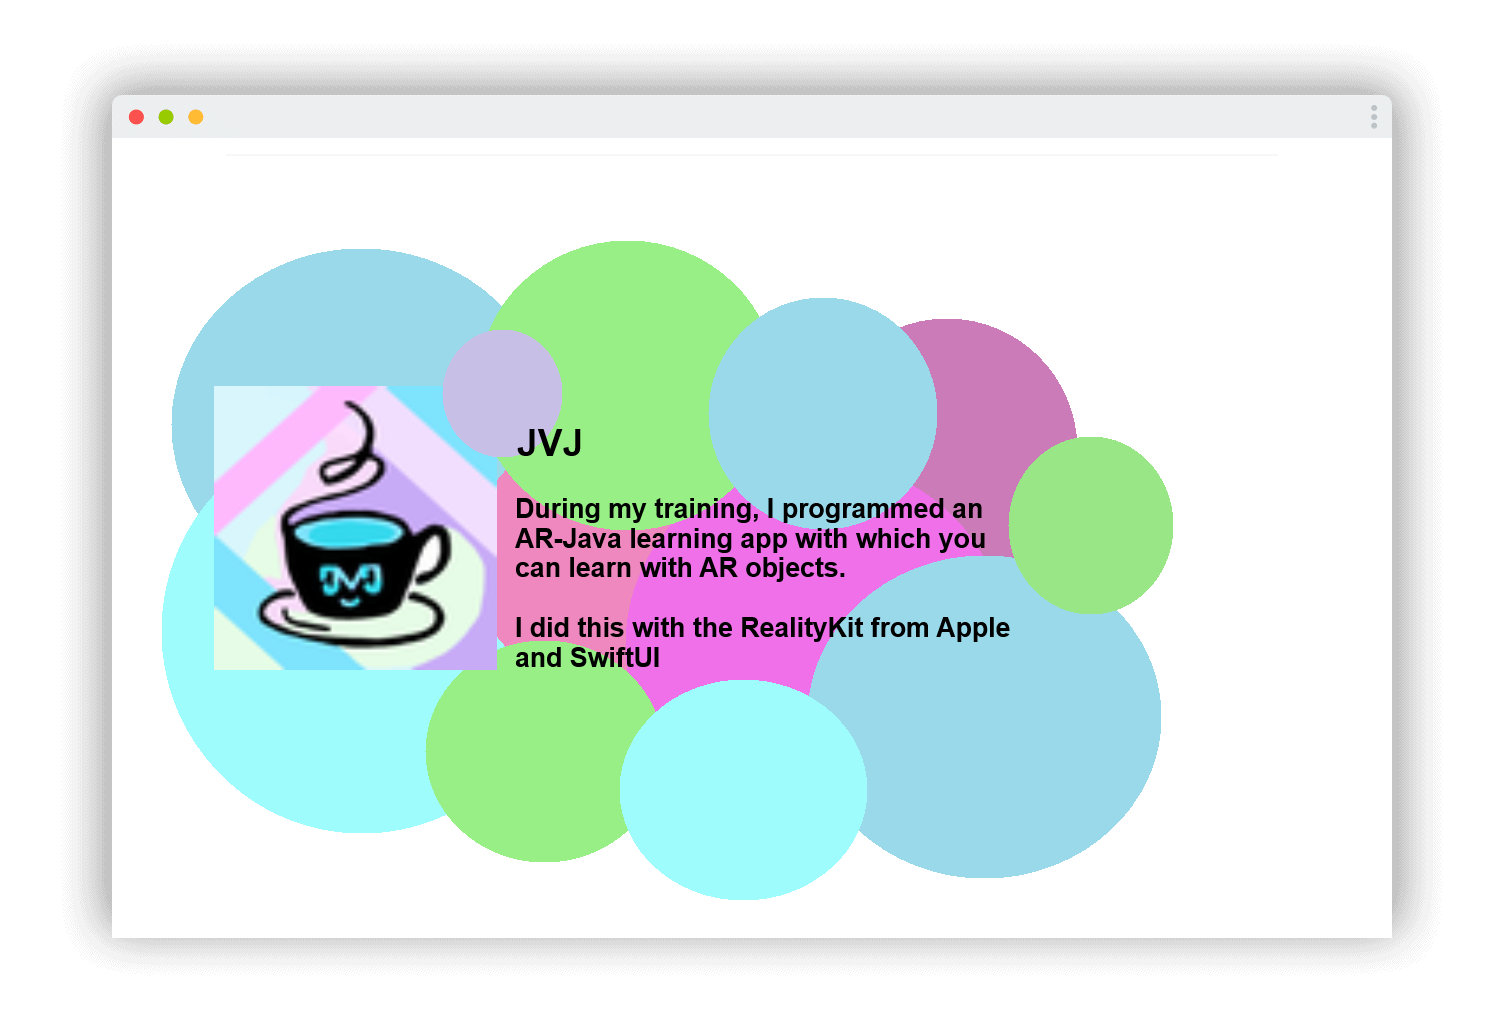 JVJ
During my training, I programmed an
AR-Java learning app with which you
can learn with AR objects.
I did this with the RealityKit from Apple
and SwiftUI
JVJ